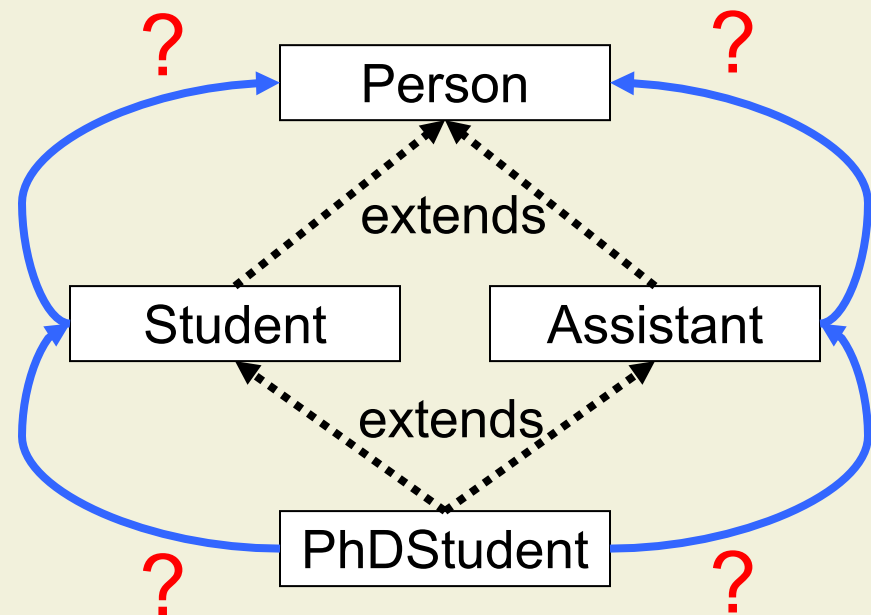 ? ?
Person
extends
Student Assistant
extends
PhDStudent
? ?